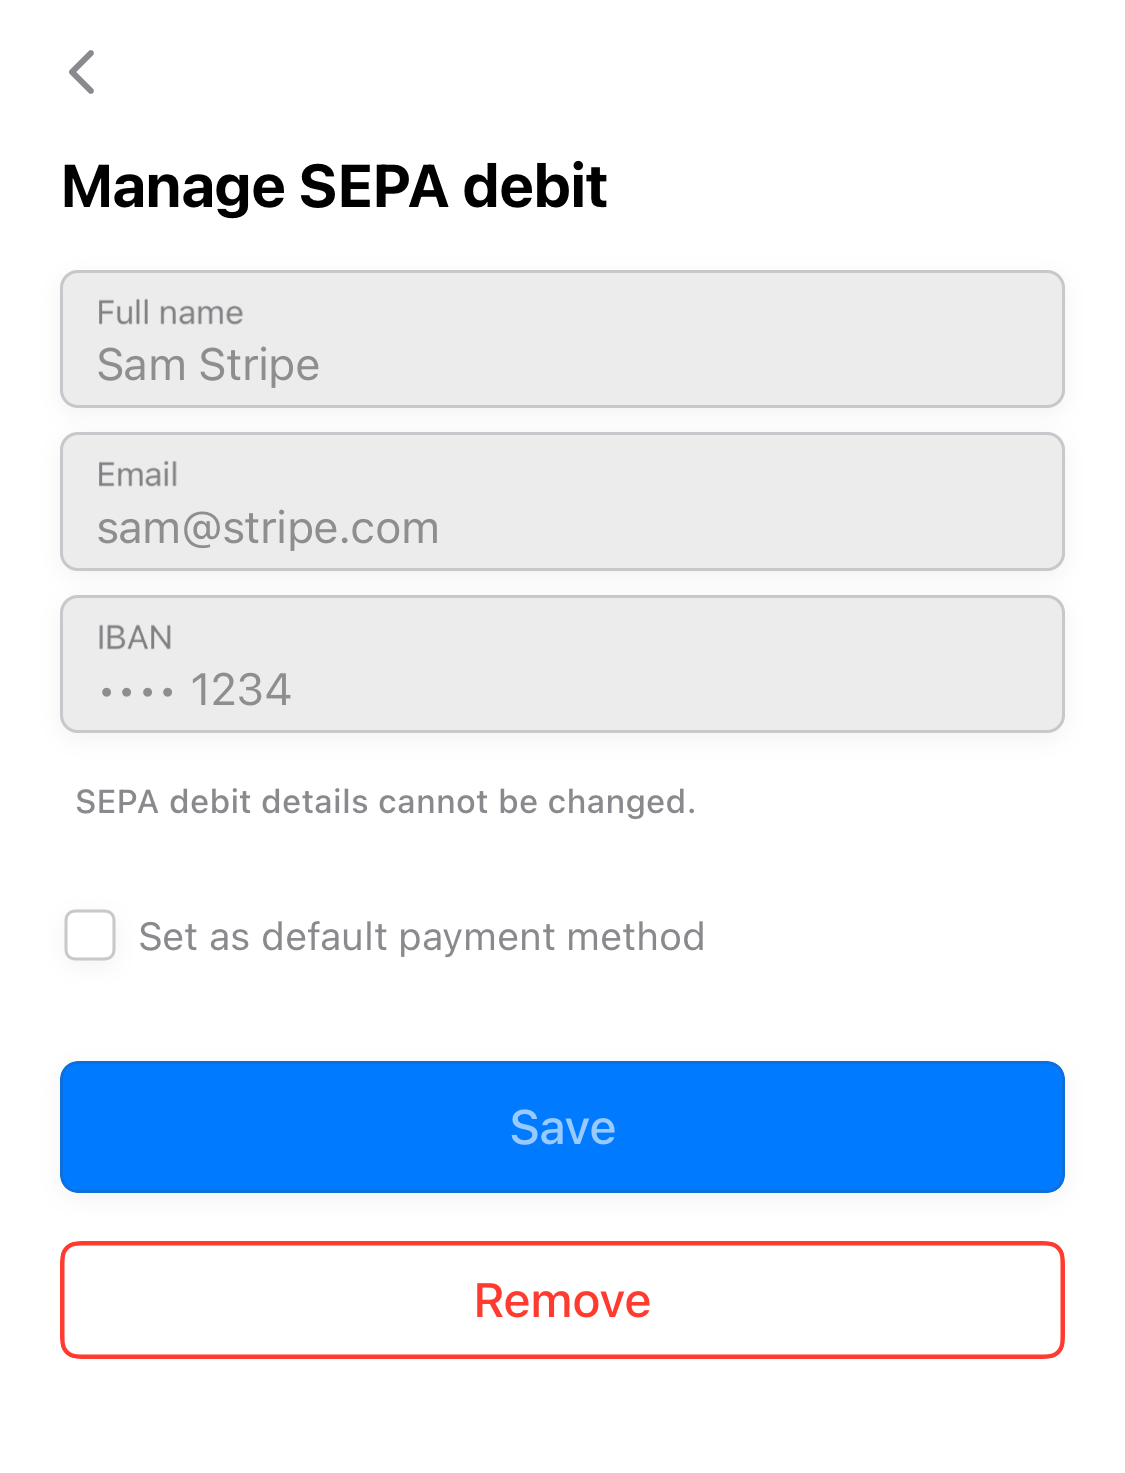 Manage SEPA debit
Full name
Sam Stripe
Email
sam@stripe.com
IBAN
•••• 1234
SEPA debit details cannot be changed.
Set as default payment method
Save
Remove